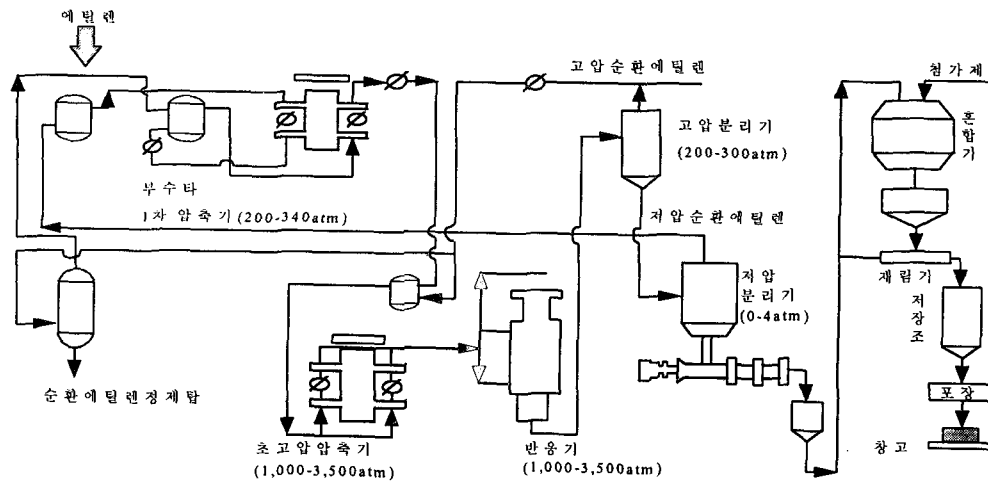 에틸렌
고압순환에틸렌
첨가제
혼합기
고압분리기
(200-300atm)
부수타
1차 압축기(200-340atm)
저압순환에틸렌
재림기
저압
분리기
(0-4atm)
저장조
순환에틸렌정제탑
포장
초고압압축기
(1,000-3,500atm)
반응기
(1,000-3,500atm)
창고